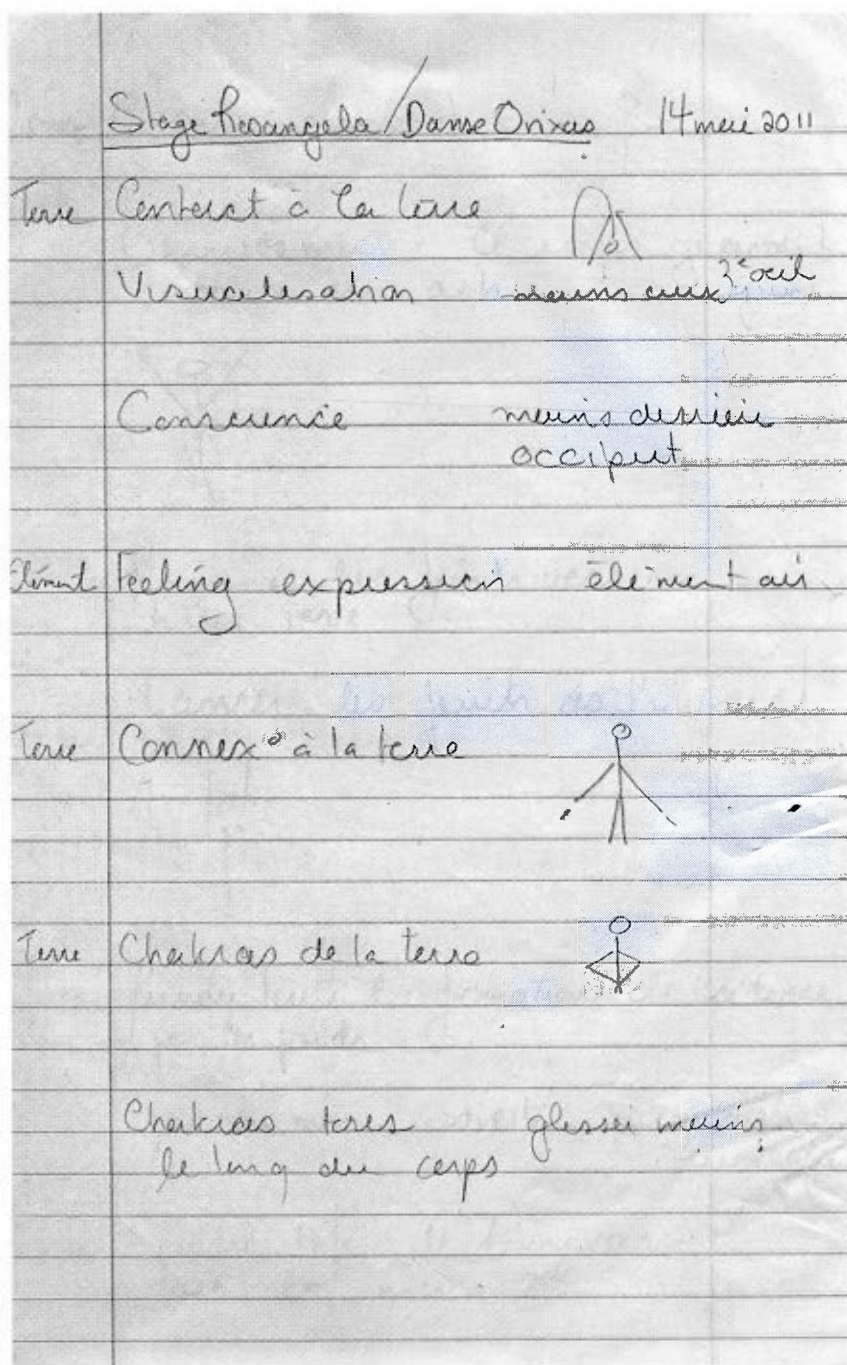 Stage Rosangela / Danse Orixas 14 mai 2011
Terre Contact à la terre
Visualisation mains aux 3e oeil
Conscience mains derrière
occiput
Elément Feeling expression élément air
Terre Connex° à la terre
Terre Chakras de la terre
Chakras tores glisser mains
le long du corps